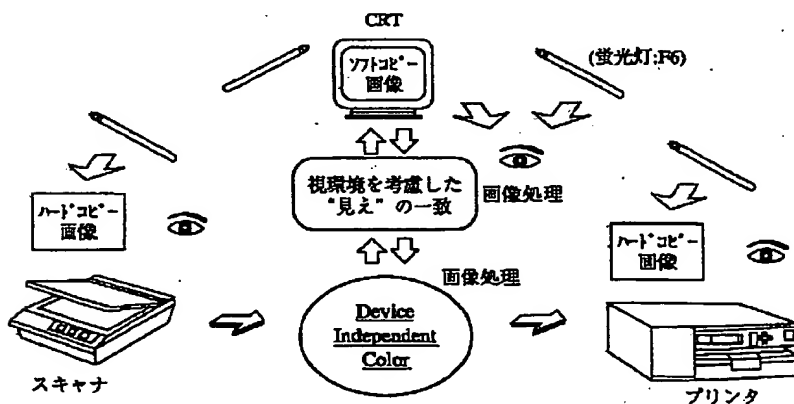 CRT
ソフトコピー
画像
(蛍光灯;F6)
視環境を考慮した
“見え”の一致
画像処理
ハードコピー
画像
ハードコピー
画像
画像処理
Device
Independent
Color
スキャナ
プリンタ